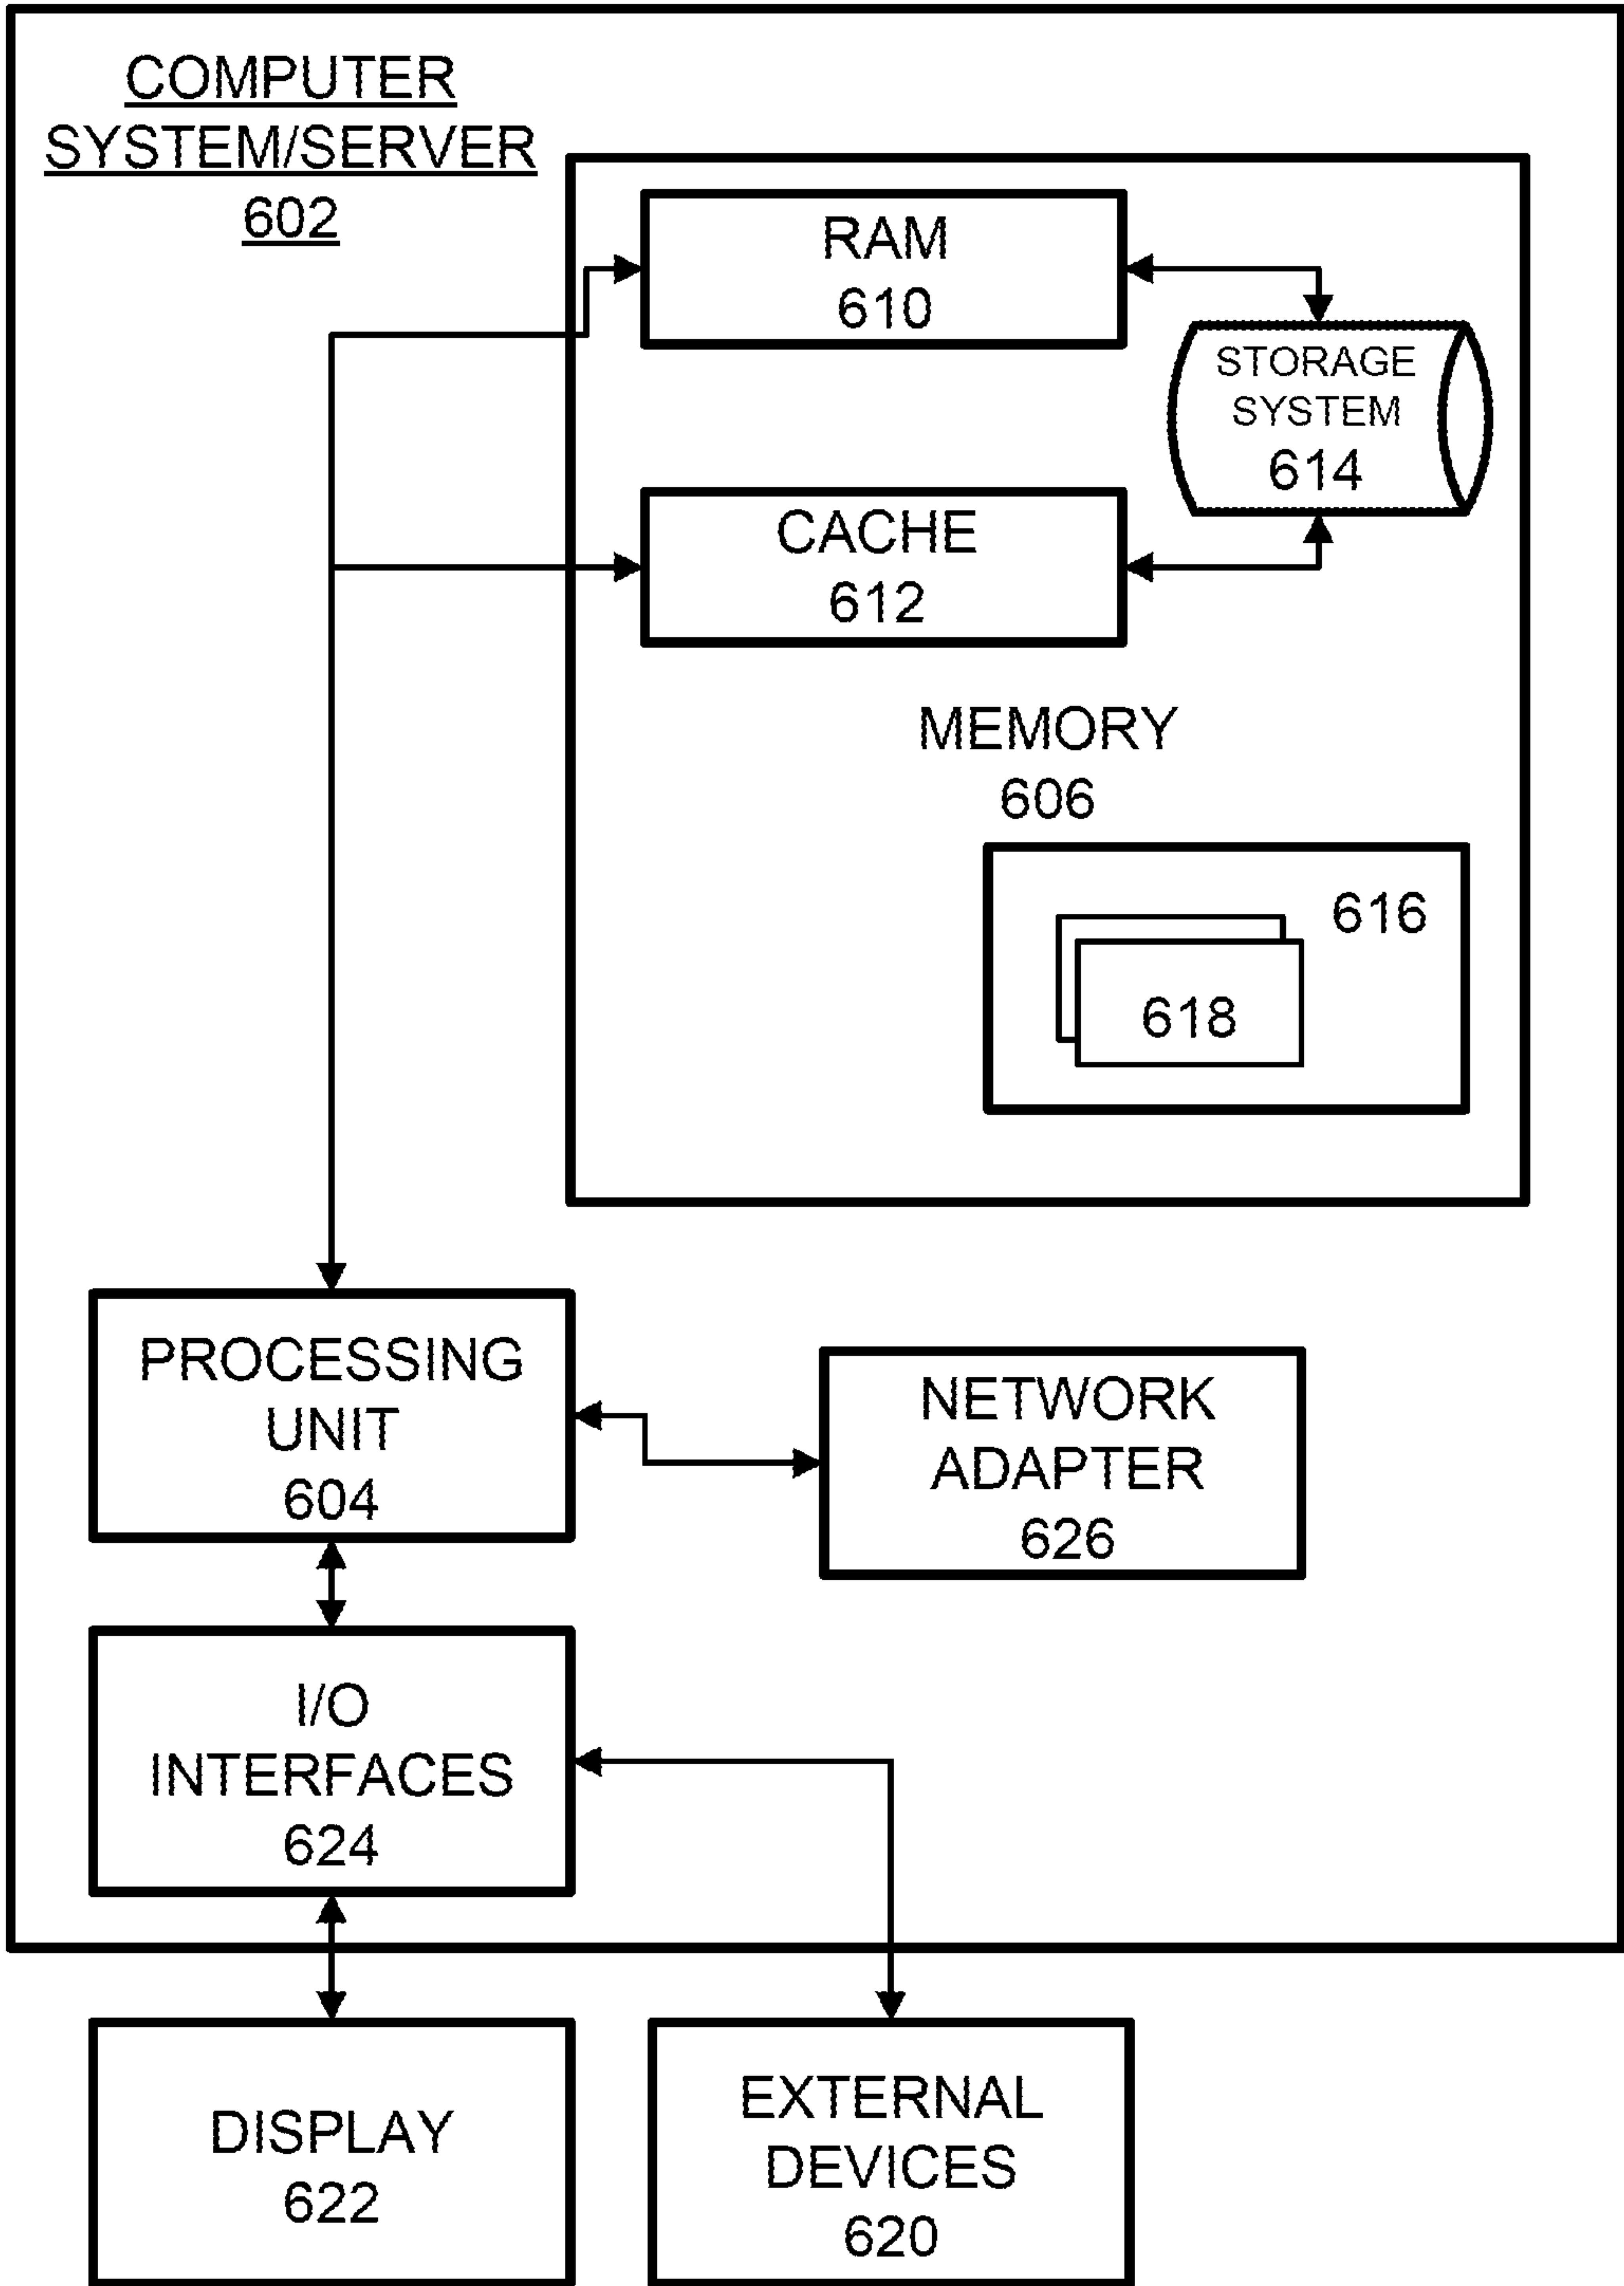 COMPUTER
SYSTEM/SERVER
602
RAM
610
STORAGE
SYSTEM
614
CACHE
612
MEMORY
606
616
618
PROCESSING
UNIT
604
NETWORK
ADAPTER
626
I/O
INTERFACES
624
DISPLAY
622
EXTERNAL
DEVICES
620